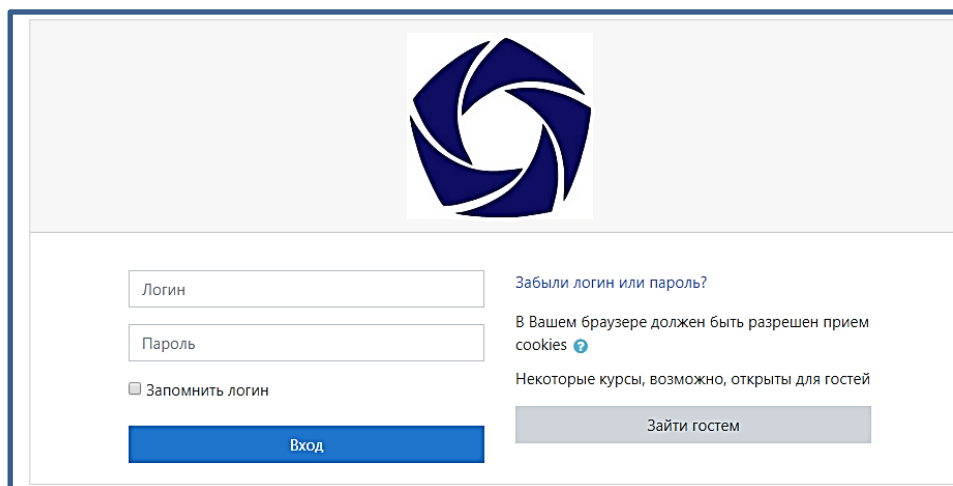 Логин
Пароль
Запомнить логин
Вход
Забыли логин или пароль?
В Вашем браузере должен быть разрешен прием
cookies ?
Некоторые курсы, возможно, открыты для гостей
Зайти гостем